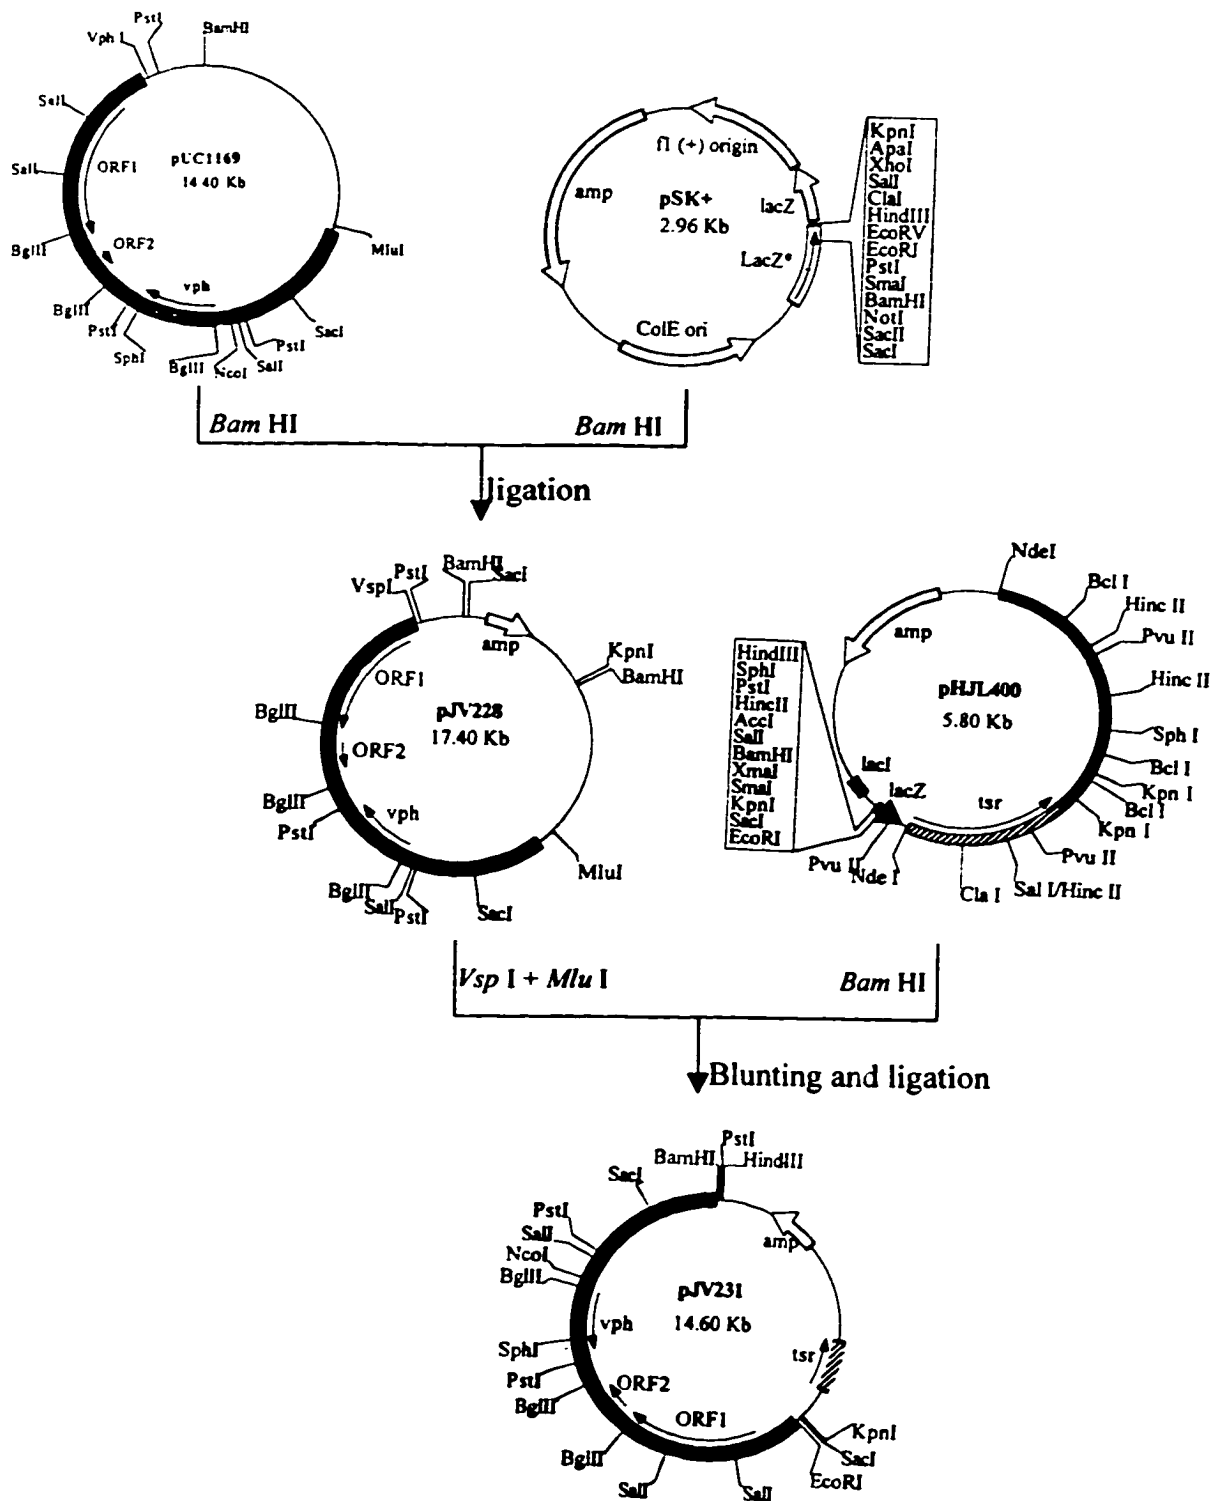 PstI
BamHI
Vph I
SalI
ORF1
pUC1169
14.40 Kb
SalI
ORF2
BglII
MluI
vph
BglII
PstI
SphI
BglII
NcoI
SalI
PstI
SacI
f1 (+) origin
amp
pSK+
2.96 Kb
lacZ
LacZ*
ColE ori
KpnI
ApaI
XhoI
SalI
ClaI
HindIII
EcoRV
EcoRI
PstI
SmaI
BamHI
NotI
SacII
SacI
Bam HI
Bam HI
ligation
BamHI
SacI
PstI
VspI
amp
KpnI
BamHI
ORF1
pJV228
17.40 Kb
BglII
ORF2
BglII
vph
PstI
MluI
BglII
SalI
PstI
SacI
NdeI
Bcl I
Hinc II
Pvu II
amp
Hinc II
pHJL400
5.80 Kb
Sph I
Bcl I
Kpn I
Bcl I
Kpn I
HindIII
SphI
PstI
HincII
AccI
SalI
BamHI
XmaI
SmaI
KpnI
SacI
EcoRI
lacI
lacZ
tsr
Pvu II
Pvu II
Nde I
Cla I
Sal I/Hinc II
Vsp I + Mlu I
Bam HI
Blunting and ligation
PstI
BamHI
HindIII
SacI
PstI
SalI
NcoI
BglII
amp
pJV231
14.60 Kb
vph
SphI
tsr
PstI
ORF2
BglII
ORF1
KpnI
BglII
SacI
EcoRI
SalI
SalI